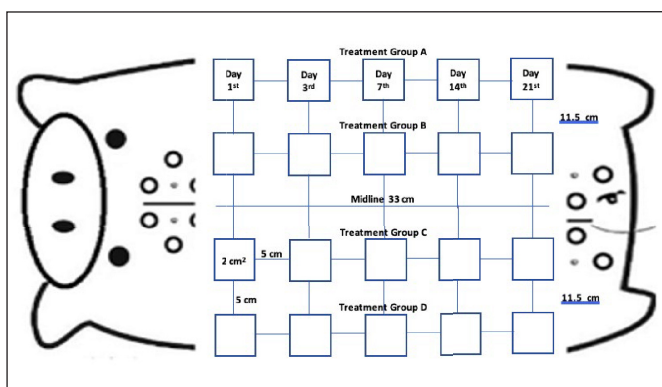 Treatment Group A
Day 1st
Day 3rd
Day 7th
Day 14th
Day 21st
11.5 cm
Treatment Group B
Midline 33 cm
Treatment Group C
2 cm²
5 cm
5 cm
11.5 cm
Treatment Group D